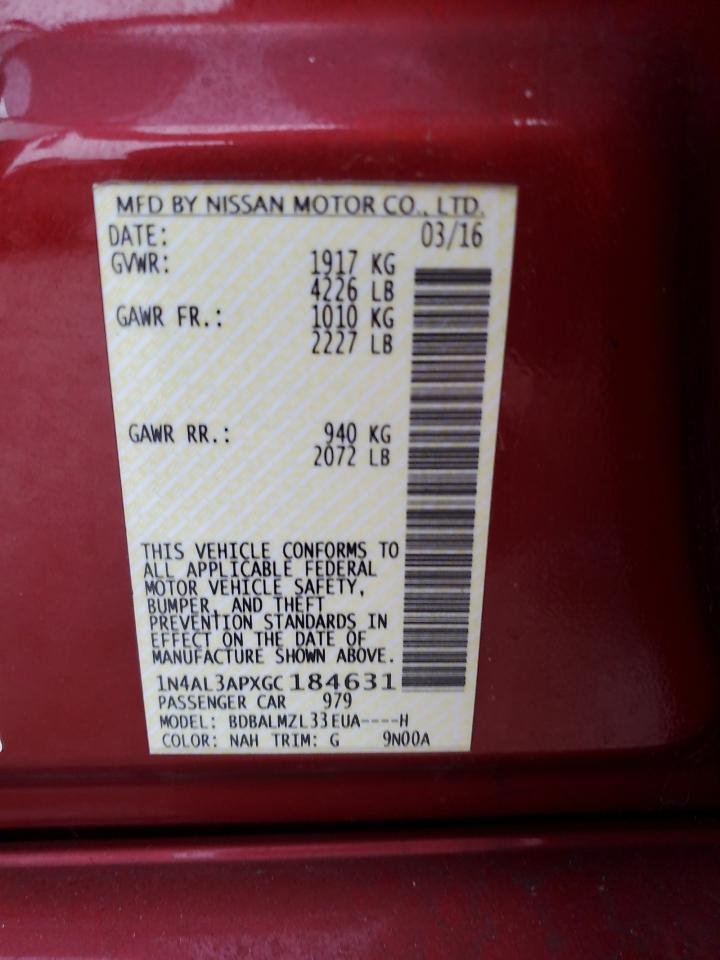 MFD BY NISSAN MOTOR CO., LTD.
DATE: 03/16
GVWR: 1917 KG
4226 LB
GAWR FR.: 1010 KG
2227 LB
GAWR RR.: 940 KG
2072 LB
THIS VEHICLE CONFORMS TO
ALL APPLICABLE FEDERAL
MOTOR VEHICLE SAFETY,
BUMPER, AND THEFT
PREVENTION STANDARDS IN
EFFECT ON THE DATE OF
MANUFACTURE SHOWN ABOVE.
1N4AL3APXGC184631
PASSENGER CAR 979
MODEL: BDBALMZL33EUA----H
COLOR: NAH TRIM: G 9N00A